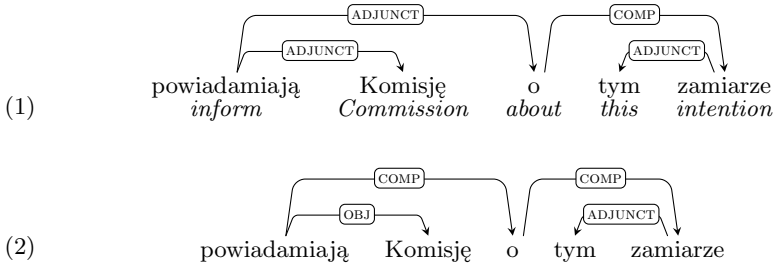 ADJUNCT COMP
ADJUNCT ADJUNCT
powiadamiają Komisję o tym zamiarze
(1) inform Commission about this intention
COMP COMP
OBJ ADJUNCT
(2) powiadamiają Komisję o tym zamiarze